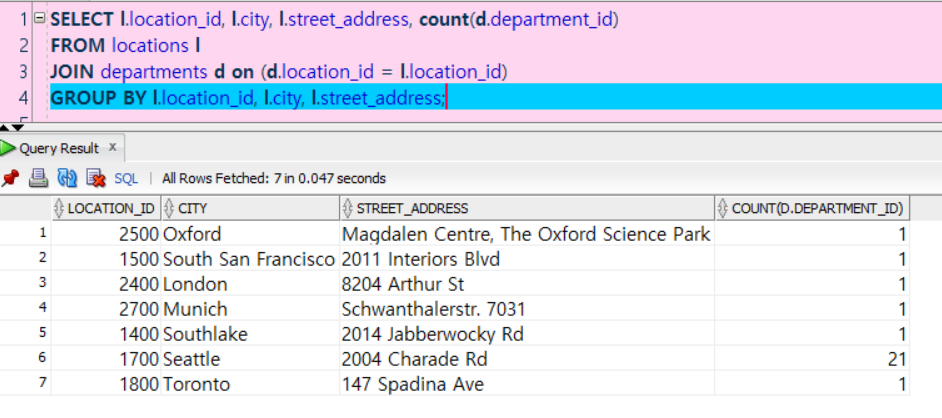 1 SELECT l.location_id, l.city, l.street_address, count(d.department_id)
2 FROM locations l
3 JOIN departments d on (d.location_id = l.location_id)
4 GROUP BY l.location_id, l.city, l.street_address;
Query Result x
SQL | All Rows Fetched: 7 in 0.047 seconds
LOCATION_ID CITY STREET_ADDRESS COUNT(D.DEPARTMENT_ID)
1 2500 Oxford Magdalen Centre, The Oxford Science Park 1
2 1500 South San Francisco 2011 Interiors Blvd 1
3 2400 London 8204 Arthur St 1
4 2700 Munich Schwanthalerstr. 7031 1
5 1400 Southlake 2014 Jabberwocky Rd 1
6 1700 Seattle 2004 Charade Rd 21
7 1800 Toronto 147 Spadina Ave 1